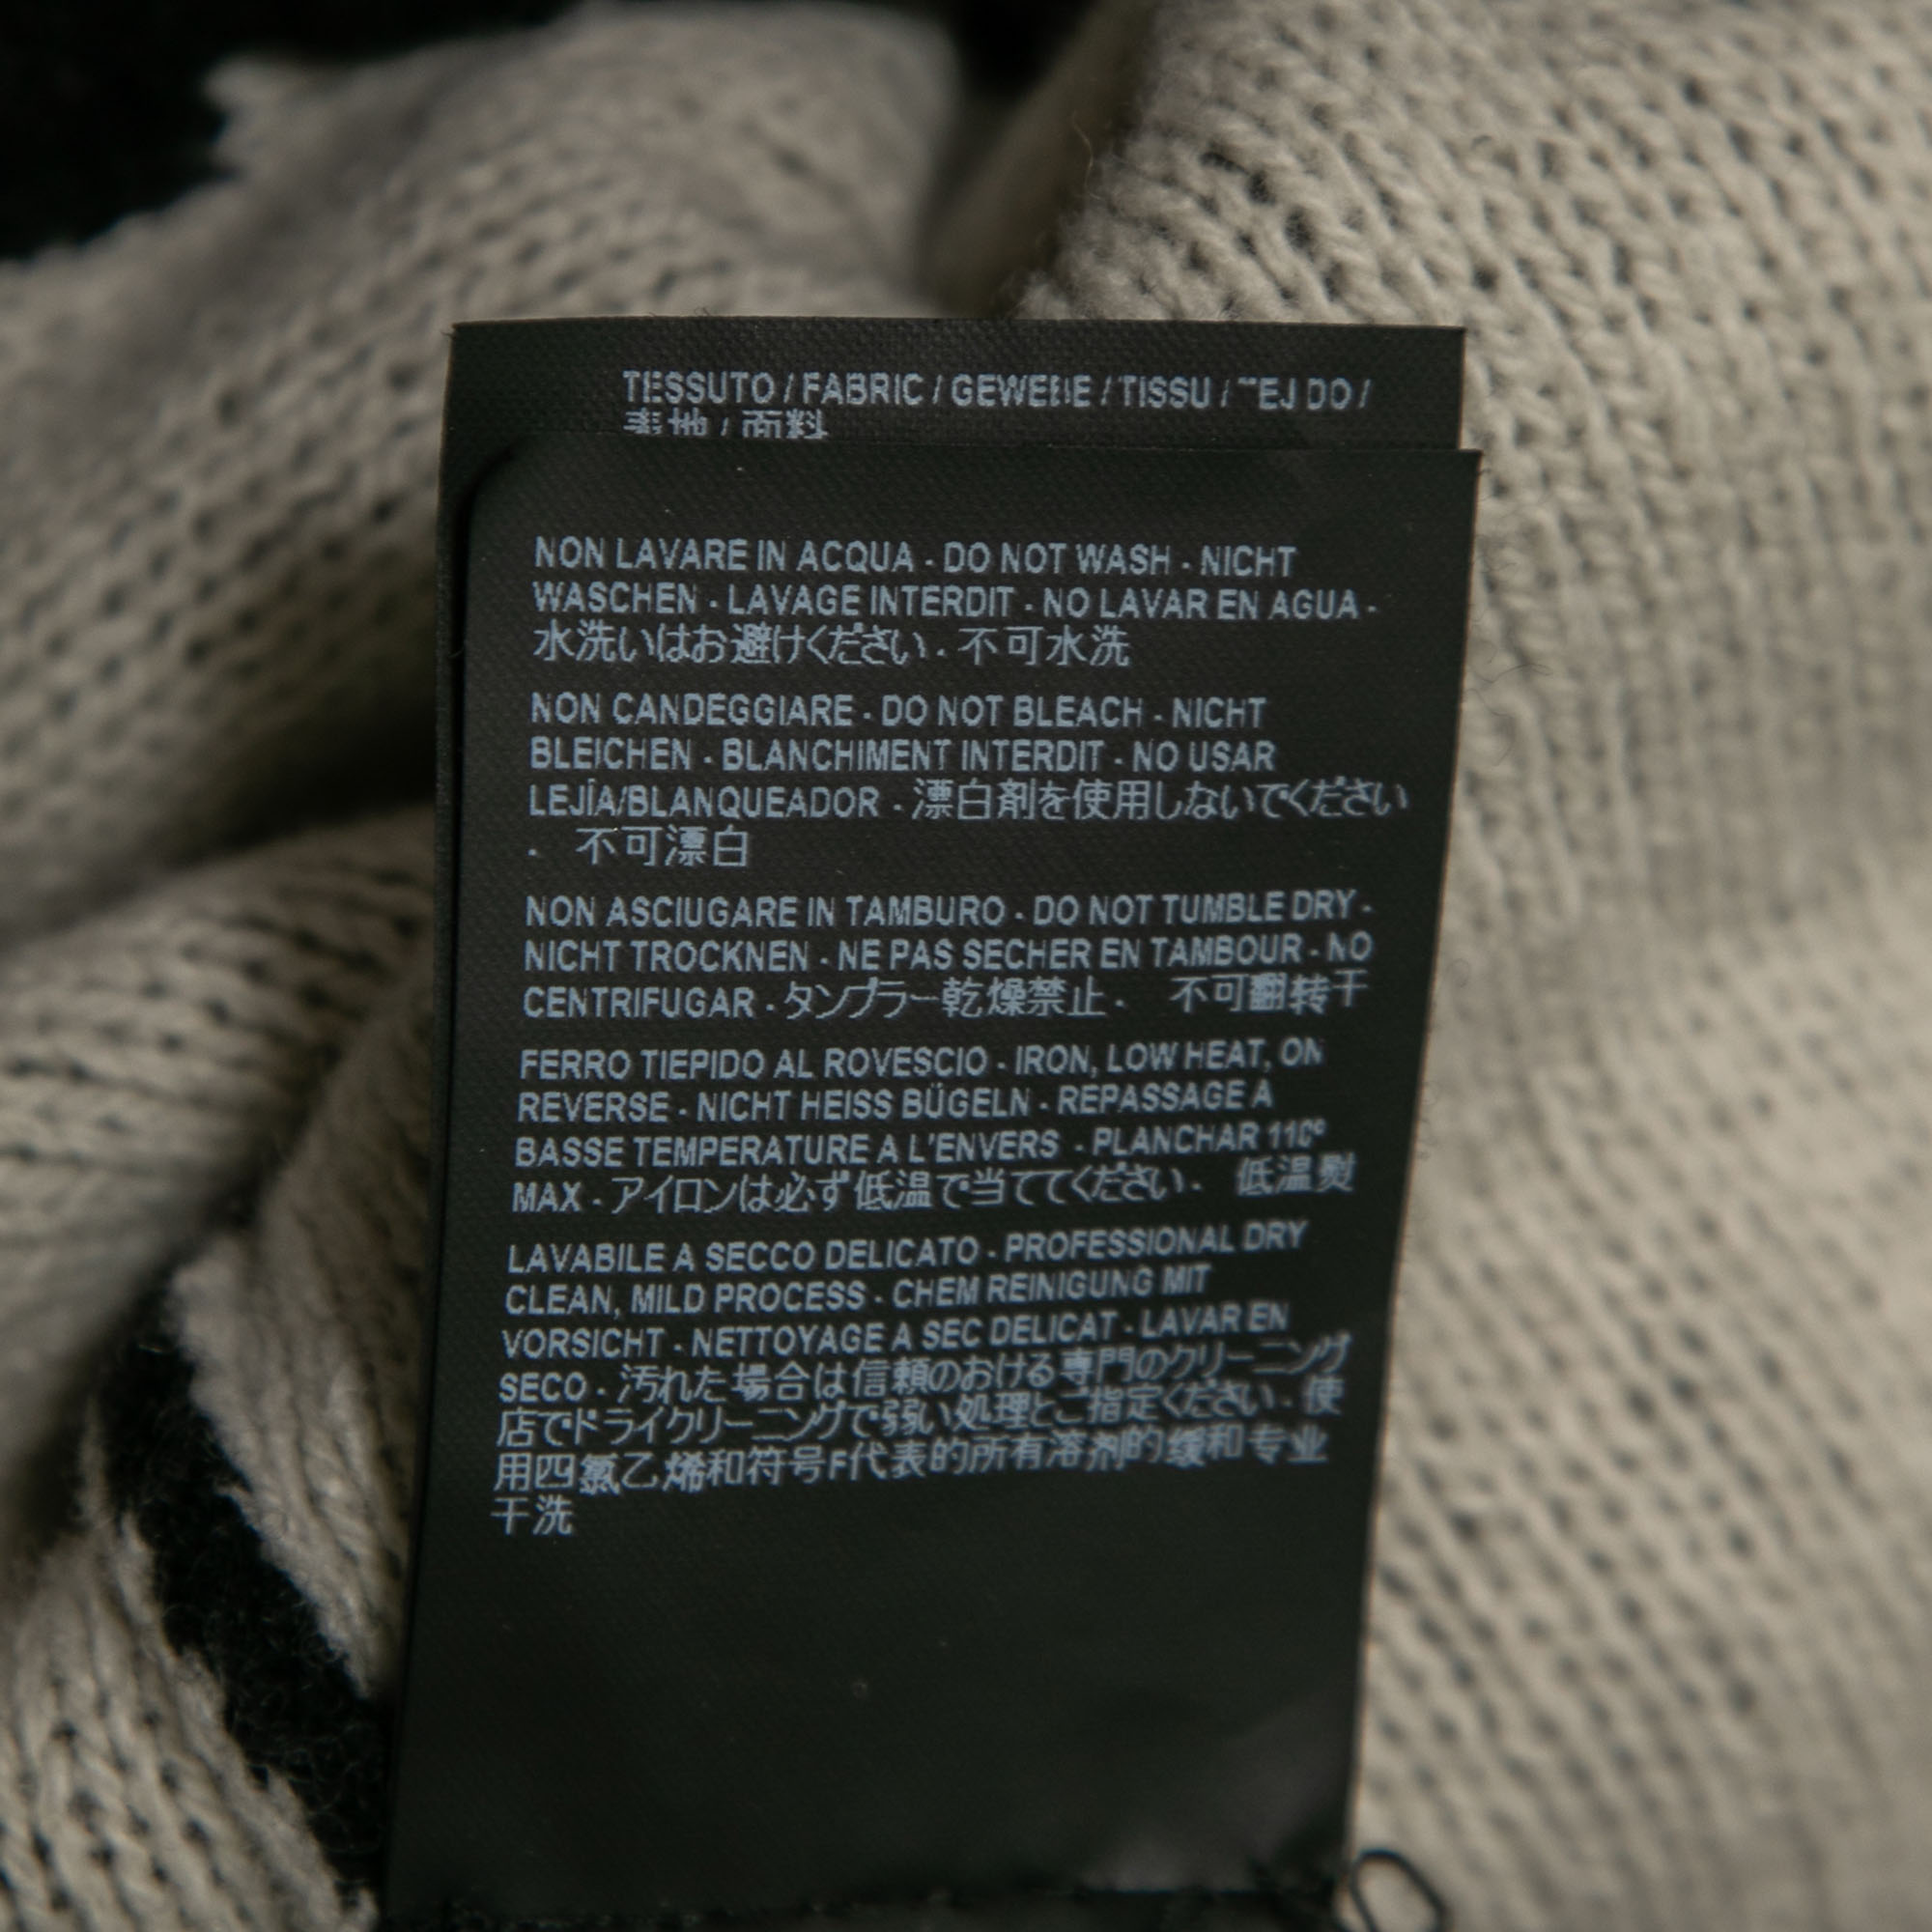 TESSUTO / FABRIC / GEWEBE / TISSU / TEJIDO /
素地 / 面料
NON LAVARE IN ACQUA - DO NOT WASH - NICHT
WASCHEN - LAVAGE INTERDIT - NO LAVAR EN AGUA -
水洗いはお避けください - 不可水洗
NON CANDEGGIARE - DO NOT BLEACH - NICHT
BLEICHEN - BLANCHIMENT INTERDIT - NO USAR
LEJÍA/BLANQUEADOR - 漂白剤を使用しないでください
- 不可漂白
NON ASCIUGARE IN TAMBURO - DO NOT TUMBLE DRY -
NICHT TROCKNEN - NE PAS SECHER EN TAMBOUR - NO
CENTRIFUGAR - タンブラー乾燥禁止 - 不可翻转干
FERRO TIEPIDO AL ROVESCIO - IRON, LOW HEAT, ON
REVERSE - NICHT HEISS BÜGELN - REPASSAGE A
BASSE TEMPERATURE A L'ENVERS - PLANCHAR 110°
MAX - アイロンは必ず低温で当ててください - 低温熨
LAVABILE A SECCO DELICATO - PROFESSIONAL DRY
CLEAN, MILD PROCESS - CHEM REINIGUNG MIT
VORSICHT - NETTOYAGE A SEC DELICAT - LAVAR EN
SECO - 汚れた場合は信頼のおける専門のクリーニング
店でドライクリーニングで弱い処理とご指定ください - 使
用四氯乙烯和符号F代表的所有溶剂的缓和专业
干洗